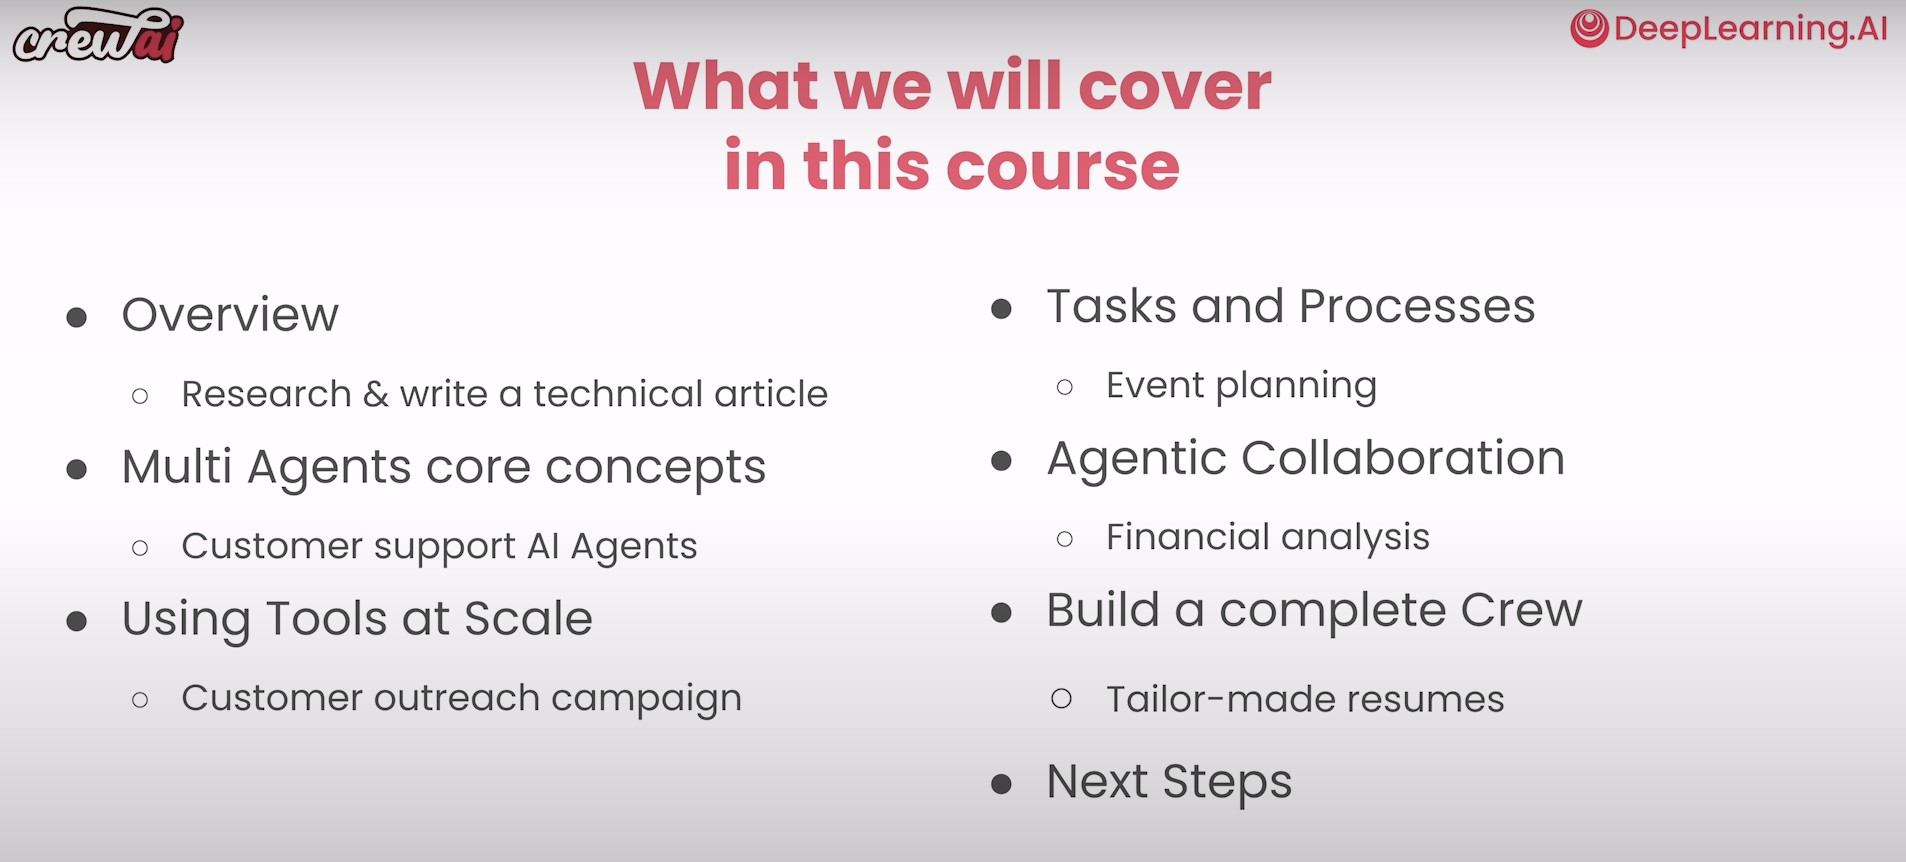 crewai
DeepLearning.AI
What we will cover
in this course
● Overview
○ Research & write a technical article
● Multi Agents core concepts
○ Customer support AI Agents
● Using Tools at Scale
○ Customer outreach campaign
● Tasks and Processes
○ Event planning
● Agentic Collaboration
○ Financial analysis
● Build a complete Crew
○ Tailor-made resumes
● Next Steps